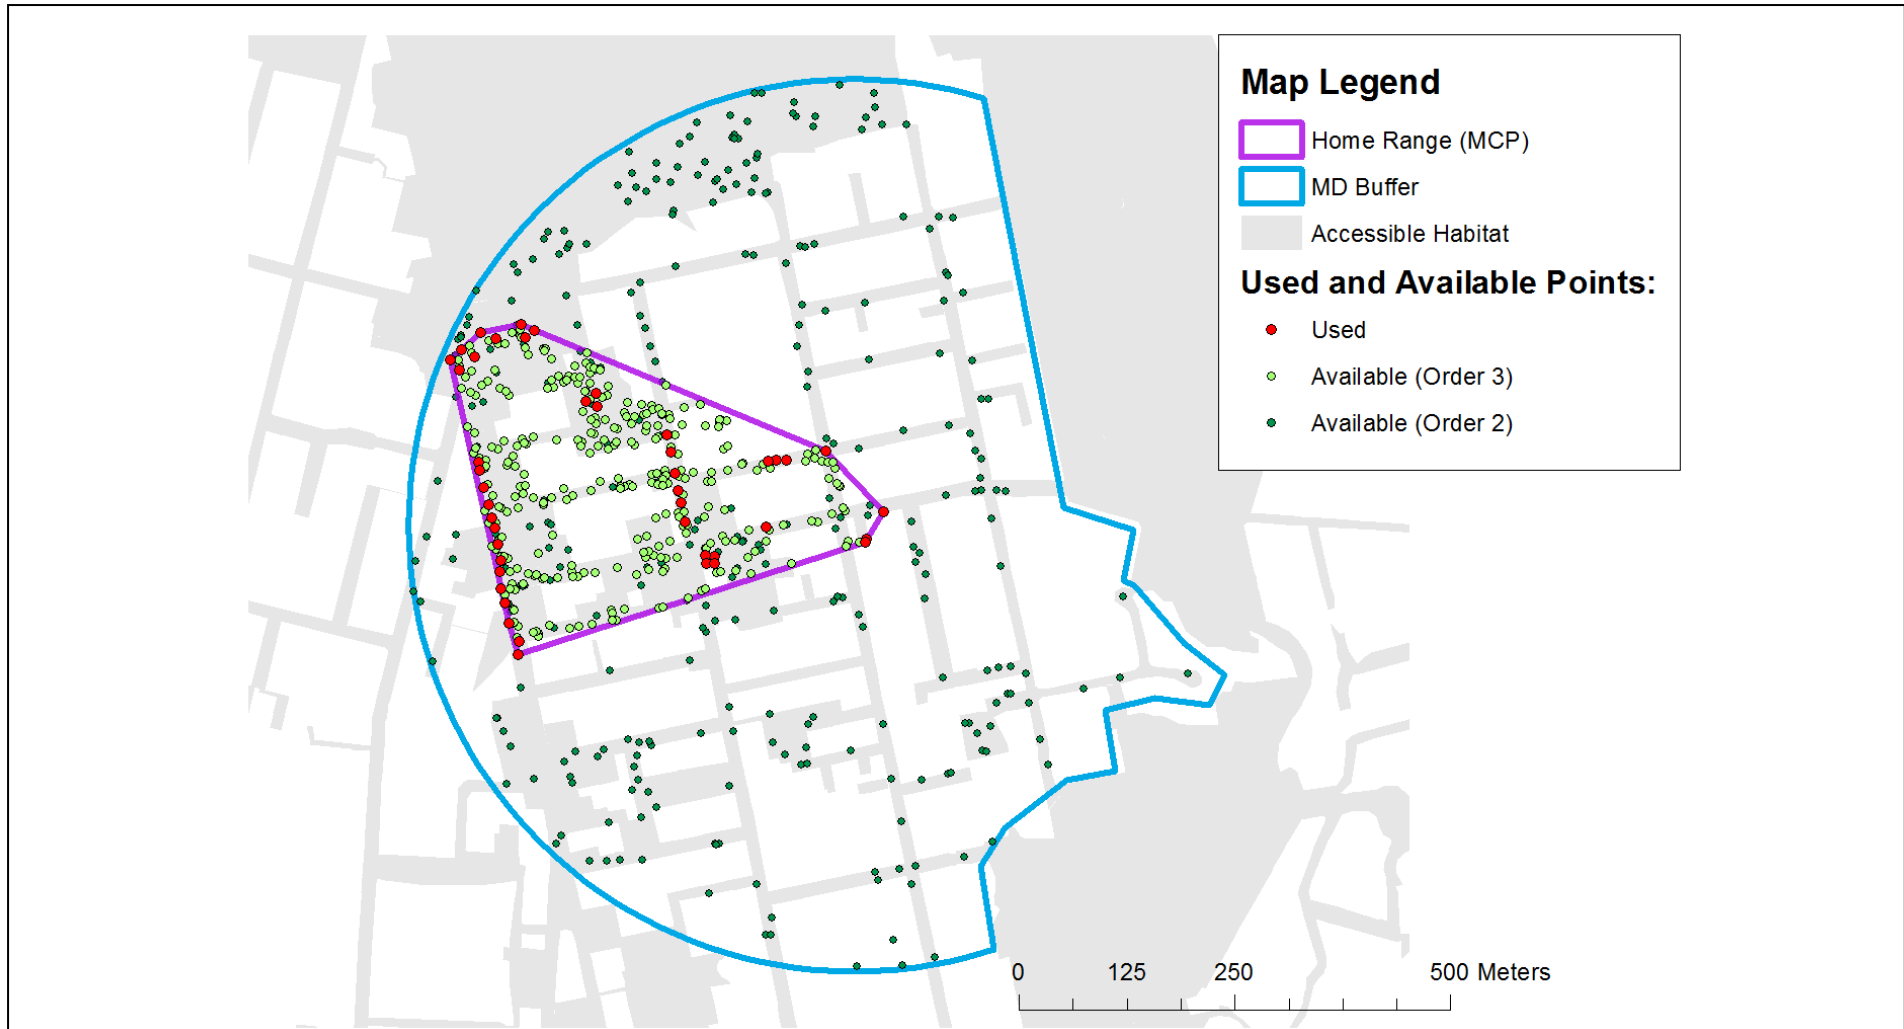 Map Legend
Home Range (MCP)
MD Buffer
Accessible Habitat
Used and Available Points:
Used
Available (Order 3)
Available (Order 2)
0 125 250 500 Meters